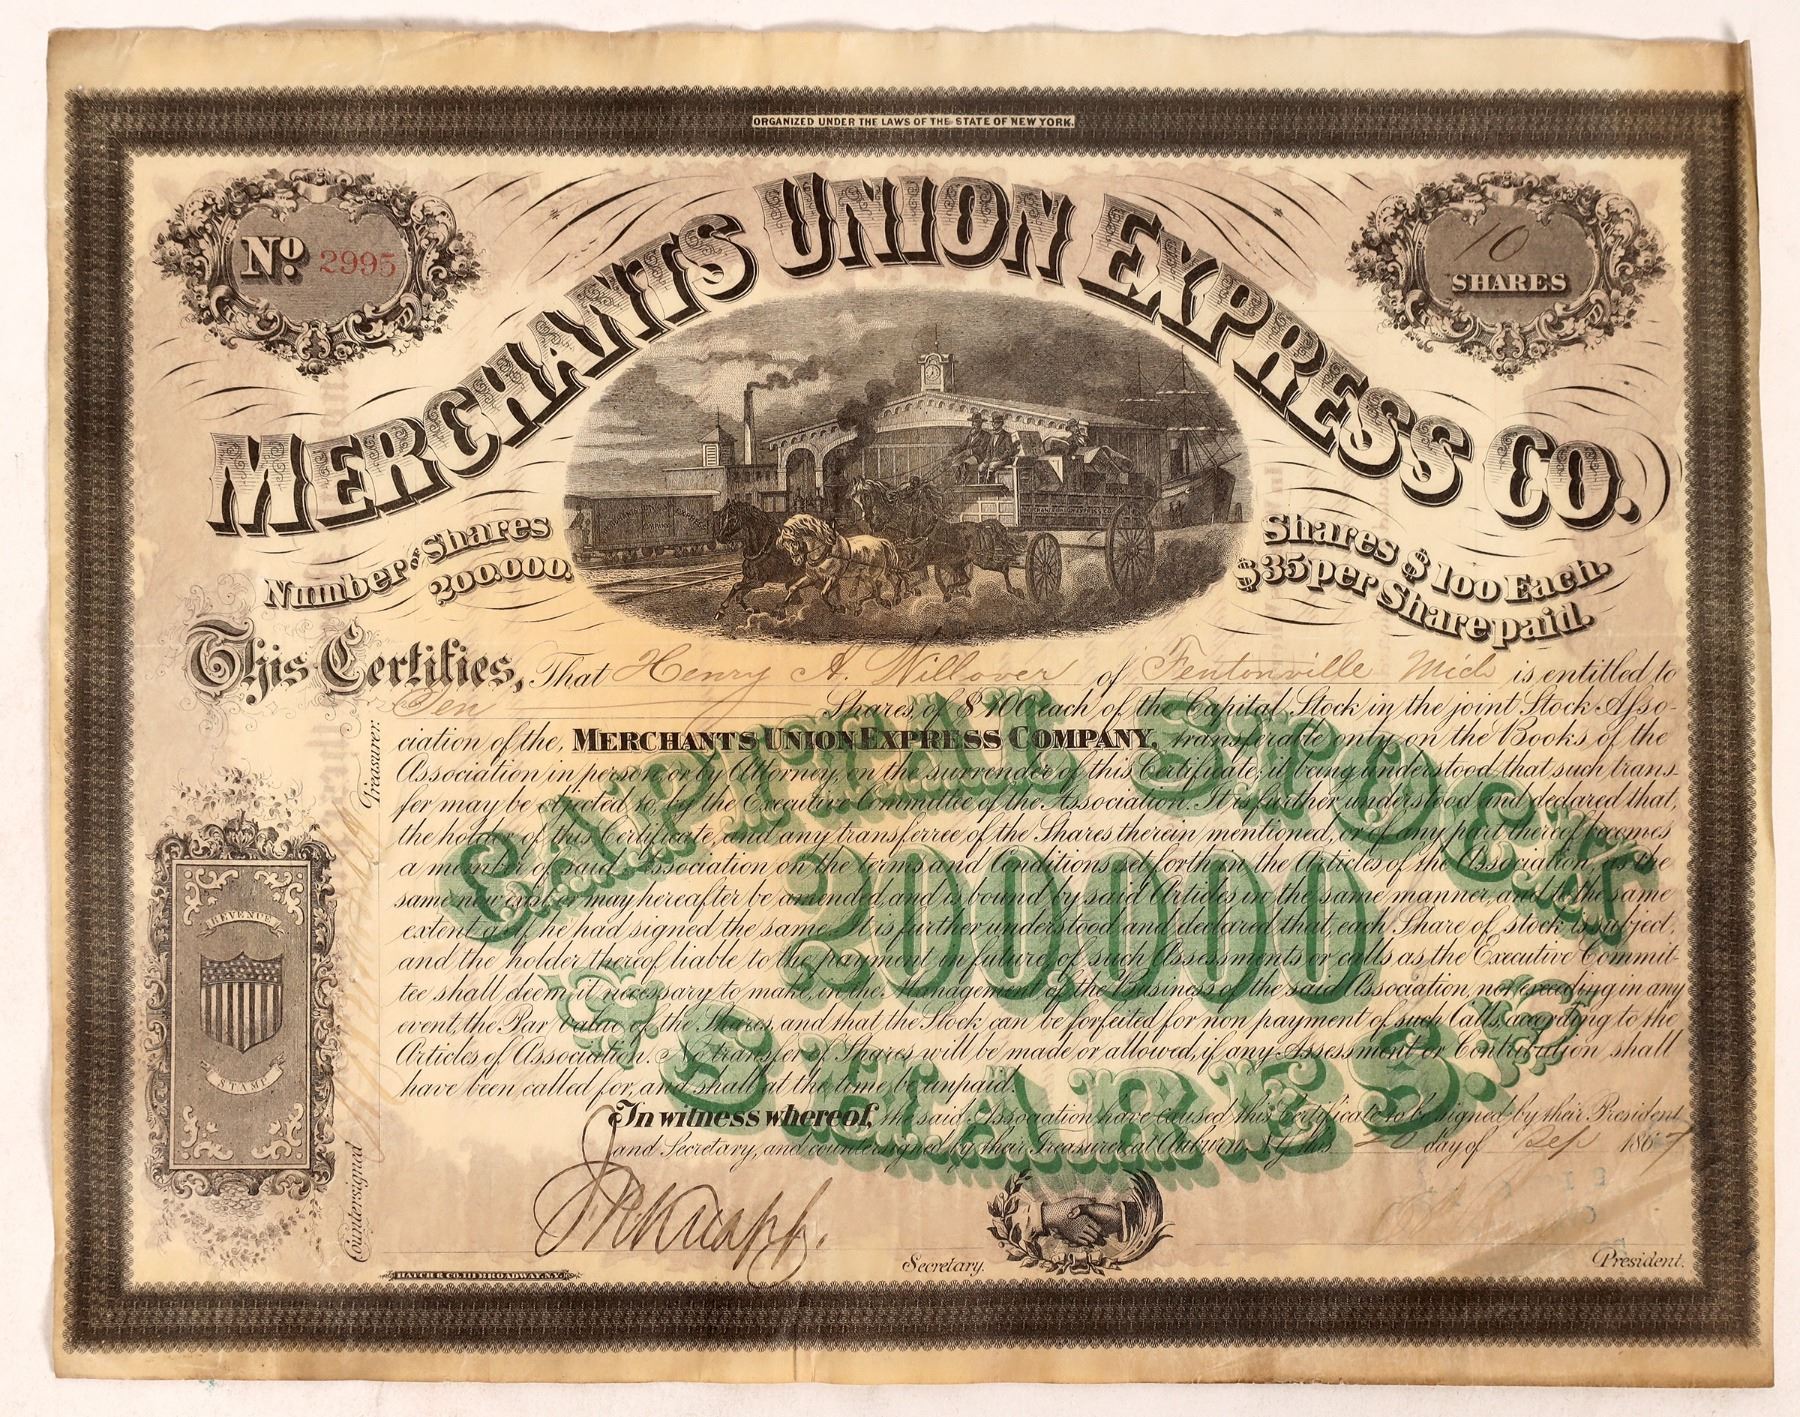 ORGANIZED UNDER THE LAWS OF THE STATE OF NEW YORK.
No. 2995
10
SHARES
MERCHANTS UNION EXPRESS CO.
Number of Shares
200.000.
Shares $100 Each.
$35 per Share paid.
This Certifies, That Henry A. Willover of Fentonville Mich is entitled to
Ten Shares, of $100 each of the Capital Stock in the joint Stock Asso-
ciation of the, MERCHANTS UNION EXPRESS COMPANY, transferable only on the Books of the
Association in person, or by Attorney, on the surrender of this Certificate; it being understood that such trans-
fer may be objected to, by the Executive Committee of the Association. It is further understood and declared that,
the holder of this Certificate, and any transferree of the Shares therein mentioned, or of any part thereof becomes
a member of said Association on the terms and Conditions set forth in the Articles of the Association, as the
same now exist, or may hereafter be amended, and is bound by said Articles in the same manner, and to the same
extent as if he had signed the same. It is further understood and declared that, each Share of stock is subject,
and the holder thereof liable to the payment in future, of such Assessments or calls as the Executive Commit-
tee shall deem it necessary to make, in the Management of the Business of the said Association, not exceeding in any
event, the Par Value of the Shares, and that the Stock can be forfeited for non payment of such Calls, according to the
Articles of Association. No transfer of Shares will be made or allowed, if any Assessment or Contribution shall
have been called for, and shall at the time be unpaid.
In witness whereof, the said Association have caused this Certificate to be signed by their President
and Secretary, and countersigned by their Treasurer at Auburn, N.Y. this 20 day of Sep 1867
CAPITAL STOCK
200000
SHARES.
REVENUE
STAMP
Countersigned
Treasurer.
J. N. Knapp.
Secretary.
President.
HATCH & CO. 111 BROADWAY, N.Y.